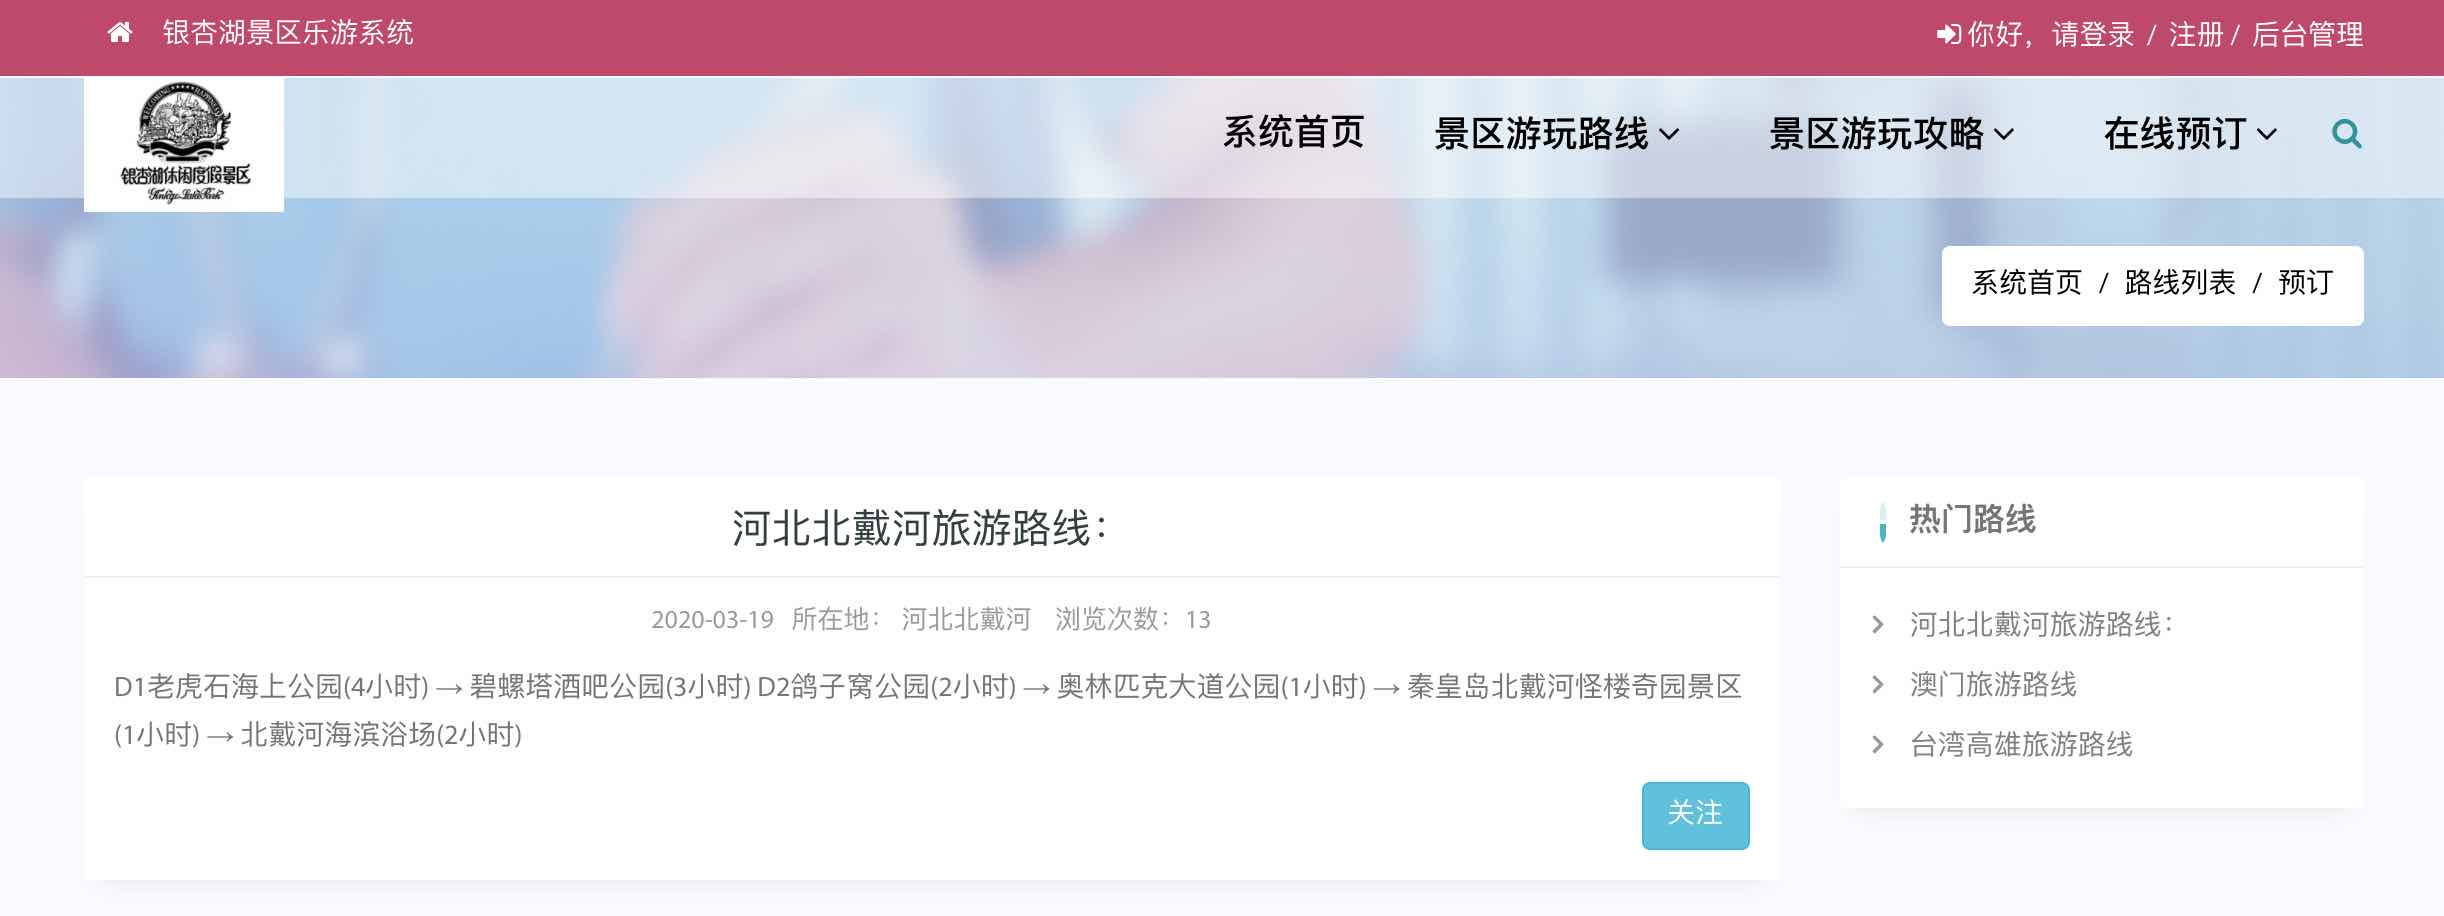 银杏湖景区乐游系统
你好，请登录 / 注册 / 后台管理
银杏湖休闲度假景区
系统首页 景区游玩路线 景区游玩攻略 在线预订
系统首页 / 路线列表 / 预订
河北北戴河旅游路线：
2020-03-19 所在地： 河北北戴河 浏览次数：13
D1老虎石海上公园(4小时) → 碧螺塔酒吧公园(3小时) D2鸽子窝公园(2小时) → 奥林匹克大道公园(1小时) → 秦皇岛北戴河怪楼奇园景区
(1小时) → 北戴河海滨浴场(2小时)
关注
热门路线
河北北戴河旅游路线：
澳门旅游路线
台湾高雄旅游路线